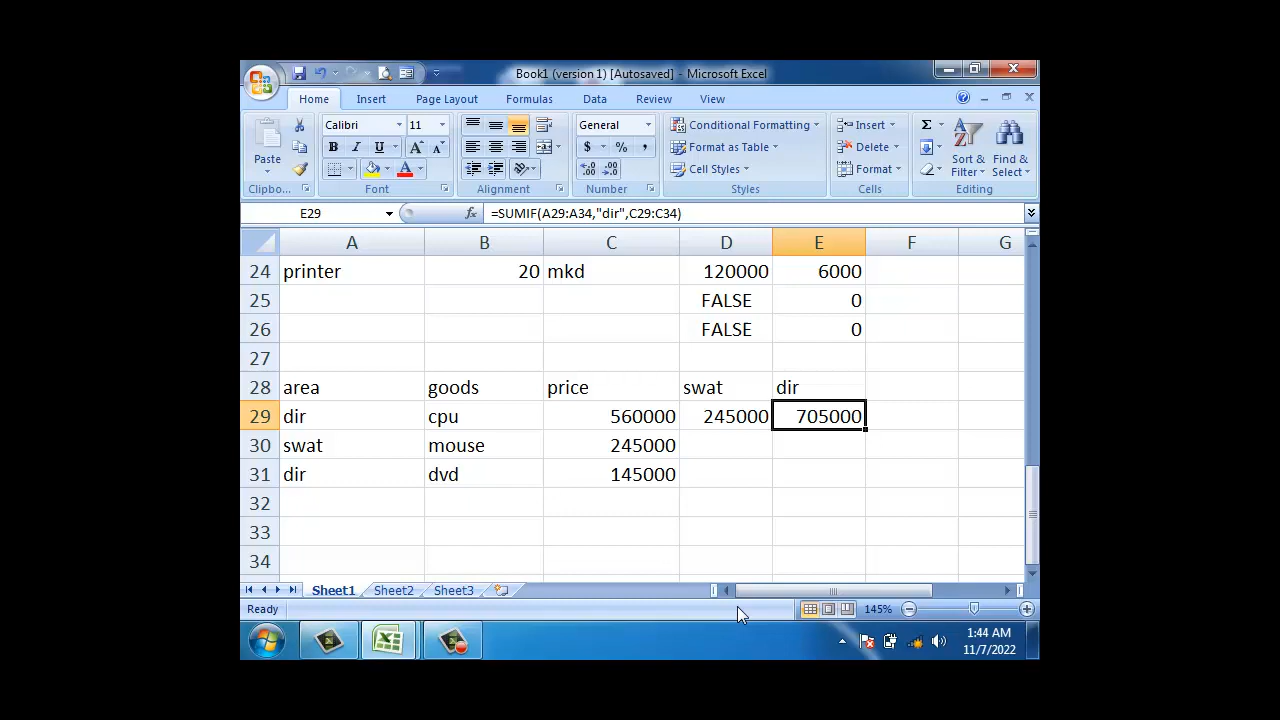 Book1 (version 1) [Autosaved] - Microsoft Excel
Home Insert Page Layout Formulas Data Review View
Calibri 11 General Conditional Formatting Insert Σ
Paste B I U A A $ % , Format as Table Delete Sort & Find &
A Cell Styles Format Filter Select
Clipbo... Font Alignment Number Styles Cells Editing
E29 fx =SUMIF(A29:A34,"dir",C29:C34)
A B C D E F G
24 printer 20 mkd 120000 6000
25 FALSE 0
26 FALSE 0
27
28 area goods price swat dir
29 dir cpu 560000 245000 705000
30 swat mouse 245000
31 dir dvd 145000
32
33
34
Sheet1 Sheet2 Sheet3
Ready 145%
1:44 AM
11/7/2022